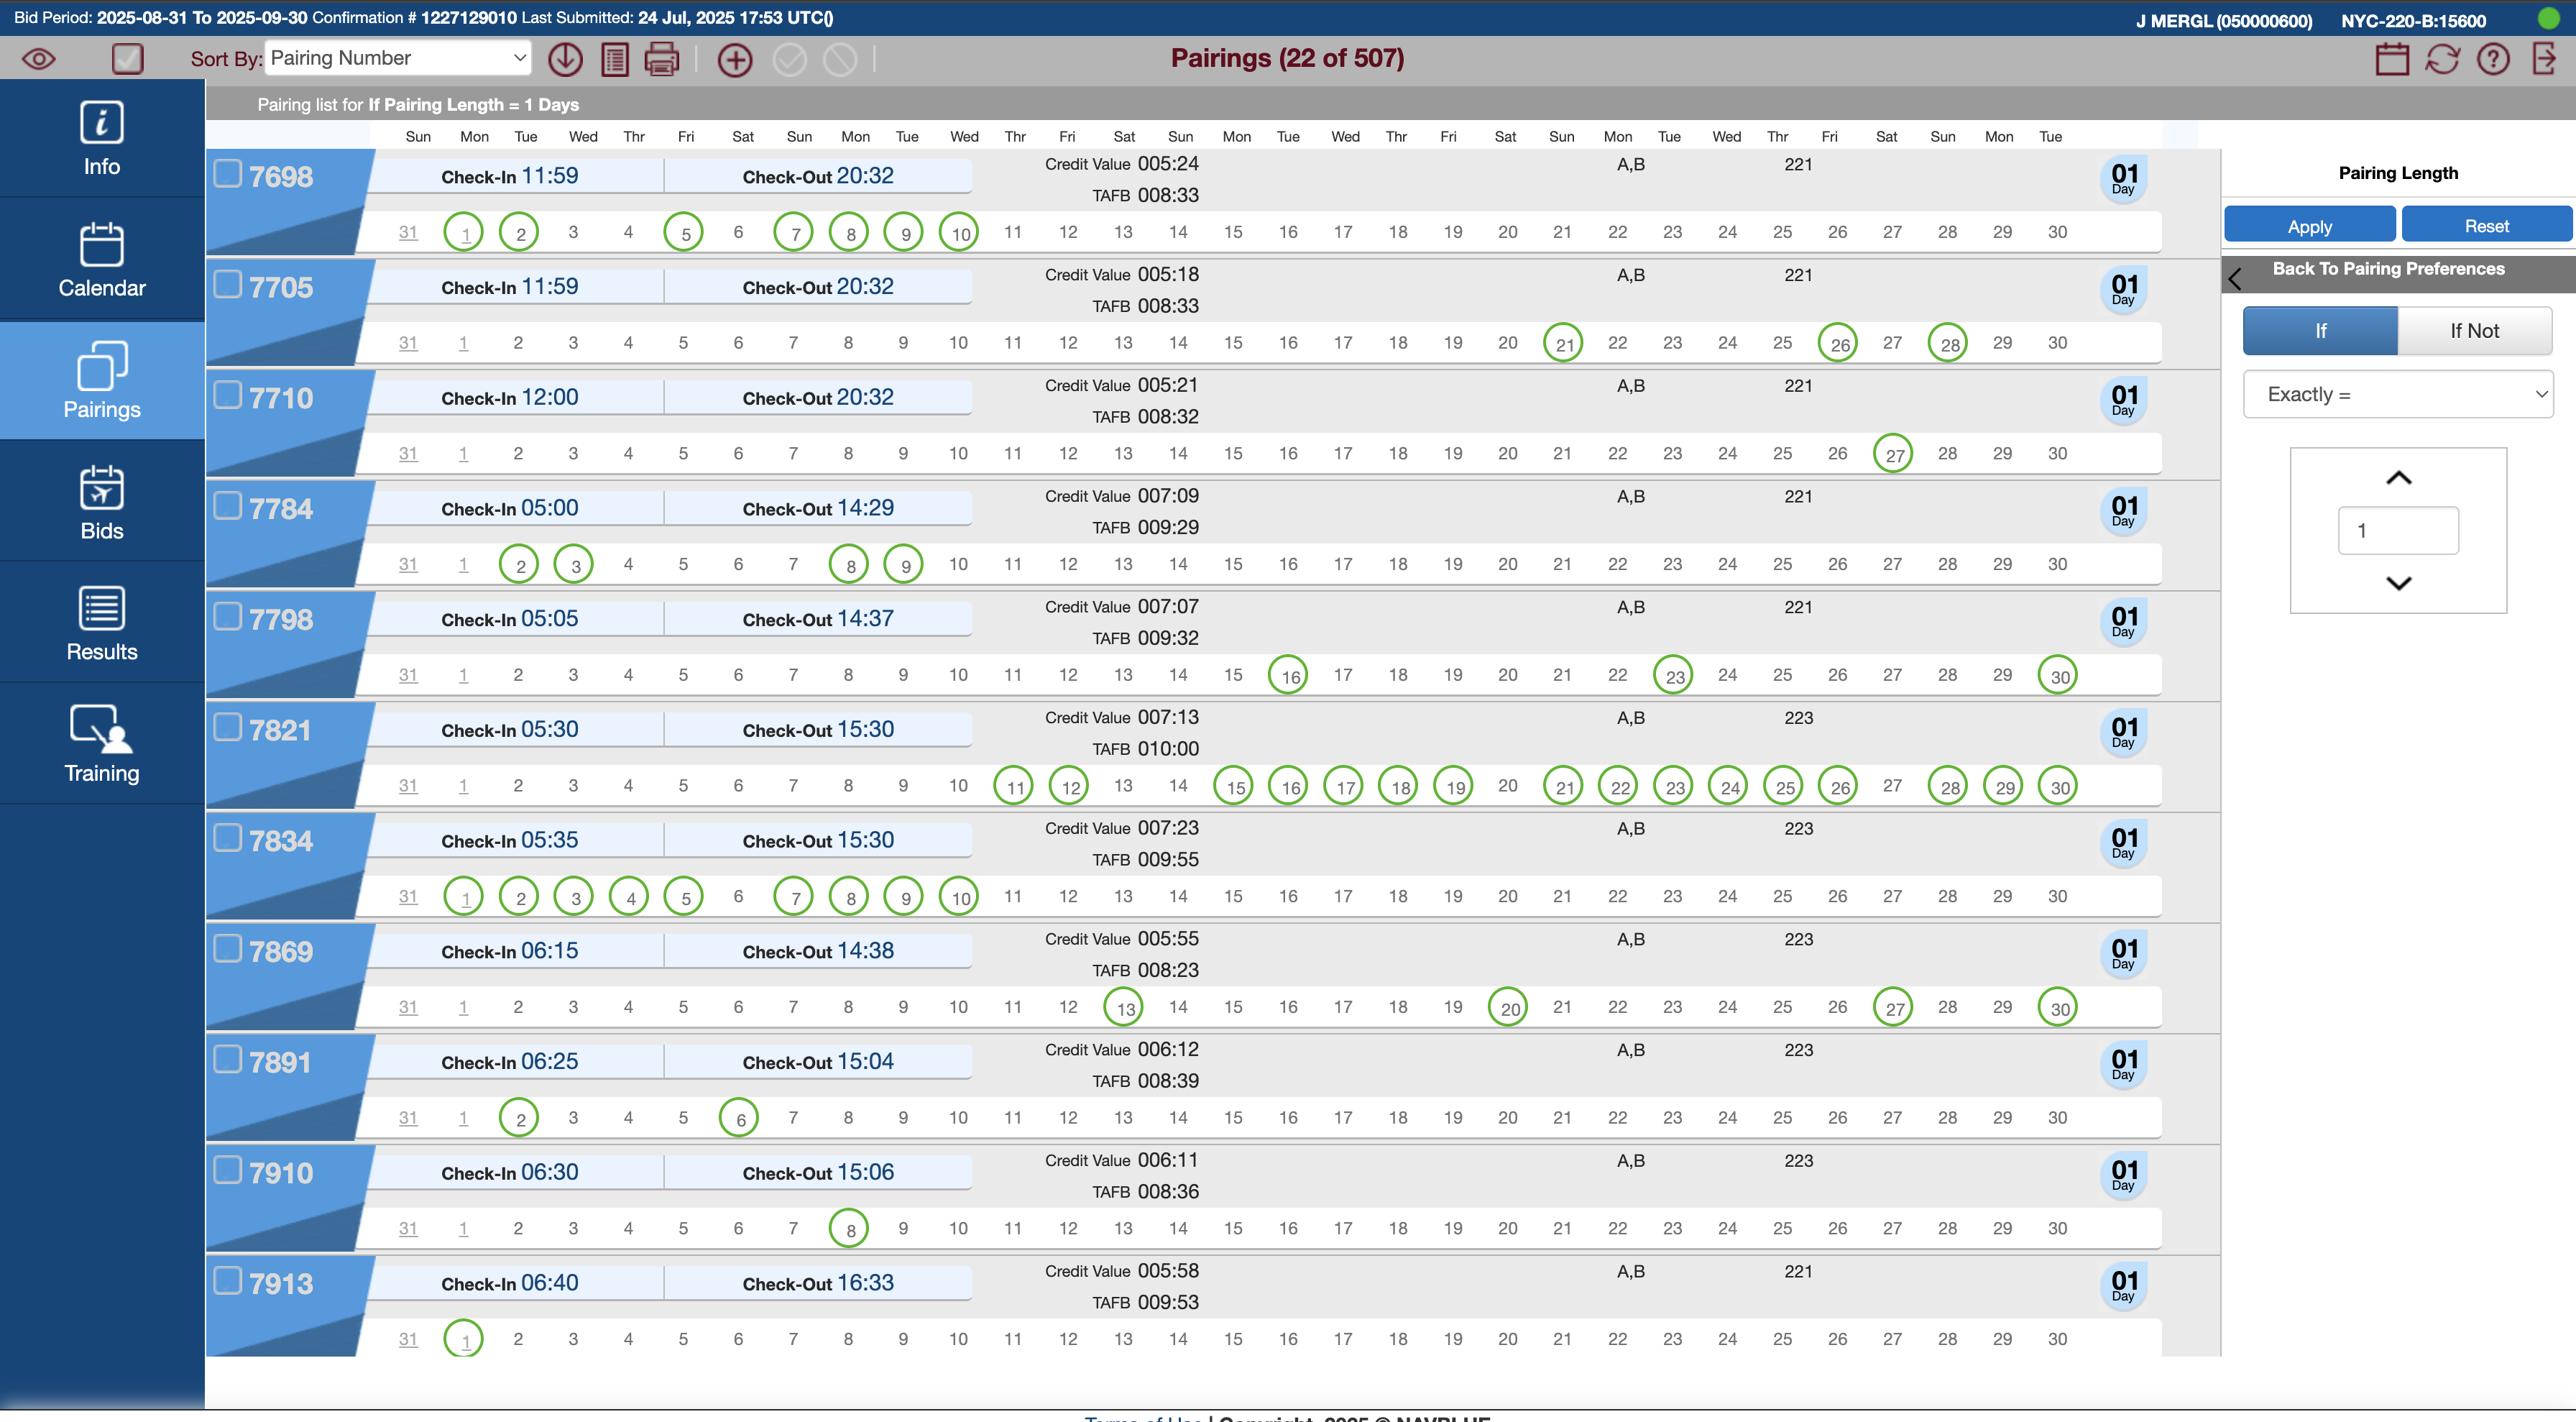 Bid Period: 2025-08-31 To 2025-09-30 Confirmation # 1227129010 Last Submitted: 24 Jul, 2025 17:53 UTC() J MERGL (050000600) NYC-220-B:15600
Sort By: Pairing Number Pairings (22 of 507)
Pairing list for If Pairing Length = 1 Days
Sun Mon Tue Wed Thr Fri Sat Sun Mon Tue Wed Thr Fri Sat Sun Mon Tue Wed Thr Fri Sat Sun Mon Tue Wed Thr Fri Sat Sun Mon Tue
7698 Check-In 11:59 Check-Out 20:32 Credit Value 005:24 A,B 221 01 Day
TAFB 008:33
31 1 2 3 4 5 6 7 8 9 10 11 12 13 14 15 16 17 18 19 20 21 22 23 24 25 26 27 28 29 30
7705 Check-In 11:59 Check-Out 20:32 Credit Value 005:18 A,B 221 01 Day
TAFB 008:33
31 1 2 3 4 5 6 7 8 9 10 11 12 13 14 15 16 17 18 19 20 21 22 23 24 25 26 27 28 29 30
7710 Check-In 12:00 Check-Out 20:32 Credit Value 005:21 A,B 221 01 Day
TAFB 008:32
31 1 2 3 4 5 6 7 8 9 10 11 12 13 14 15 16 17 18 19 20 21 22 23 24 25 26 27 28 29 30
7784 Check-In 05:00 Check-Out 14:29 Credit Value 007:09 A,B 221 01 Day
TAFB 009:29
31 1 2 3 4 5 6 7 8 9 10 11 12 13 14 15 16 17 18 19 20 21 22 23 24 25 26 27 28 29 30
7798 Check-In 05:05 Check-Out 14:37 Credit Value 007:07 A,B 221 01 Day
TAFB 009:32
31 1 2 3 4 5 6 7 8 9 10 11 12 13 14 15 16 17 18 19 20 21 22 23 24 25 26 27 28 29 30
7821 Check-In 05:30 Check-Out 15:30 Credit Value 007:13 A,B 223 01 Day
TAFB 010:00
31 1 2 3 4 5 6 7 8 9 10 11 12 13 14 15 16 17 18 19 20 21 22 23 24 25 26 27 28 29 30
7834 Check-In 05:35 Check-Out 15:30 Credit Value 007:23 A,B 223 01 Day
TAFB 009:55
31 1 2 3 4 5 6 7 8 9 10 11 12 13 14 15 16 17 18 19 20 21 22 23 24 25 26 27 28 29 30
7869 Check-In 06:15 Check-Out 14:38 Credit Value 005:55 A,B 223 01 Day
TAFB 008:23
31 1 2 3 4 5 6 7 8 9 10 11 12 13 14 15 16 17 18 19 20 21 22 23 24 25 26 27 28 29 30
7891 Check-In 06:25 Check-Out 15:04 Credit Value 006:12 A,B 223 01 Day
TAFB 008:39
31 1 2 3 4 5 6 7 8 9 10 11 12 13 14 15 16 17 18 19 20 21 22 23 24 25 26 27 28 29 30
7910 Check-In 06:30 Check-Out 15:06 Credit Value 006:11 A,B 223 01 Day
TAFB 008:36
31 1 2 3 4 5 6 7 8 9 10 11 12 13 14 15 16 17 18 19 20 21 22 23 24 25 26 27 28 29 30
7913 Check-In 06:40 Check-Out 16:33 Credit Value 005:58 A,B 221 01 Day
TAFB 009:53
31 1 2 3 4 5 6 7 8 9 10 11 12 13 14 15 16 17 18 19 20 21 22 23 24 25 26 27 28 29 30
Info
Calendar
Pairings
Bids
Results
Training
Pairing Length
Apply Reset
Back To Pairing Preferences
If If Not
Exactly =
1
Terms of Use | Copyright, 2025 © NAVBLUE